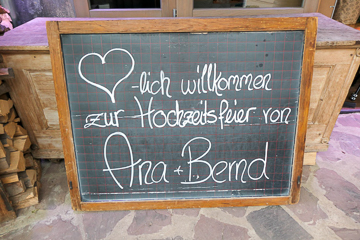 ♡-lich willkommen
zur Hochzeitsfeier von
Ana + Bernd